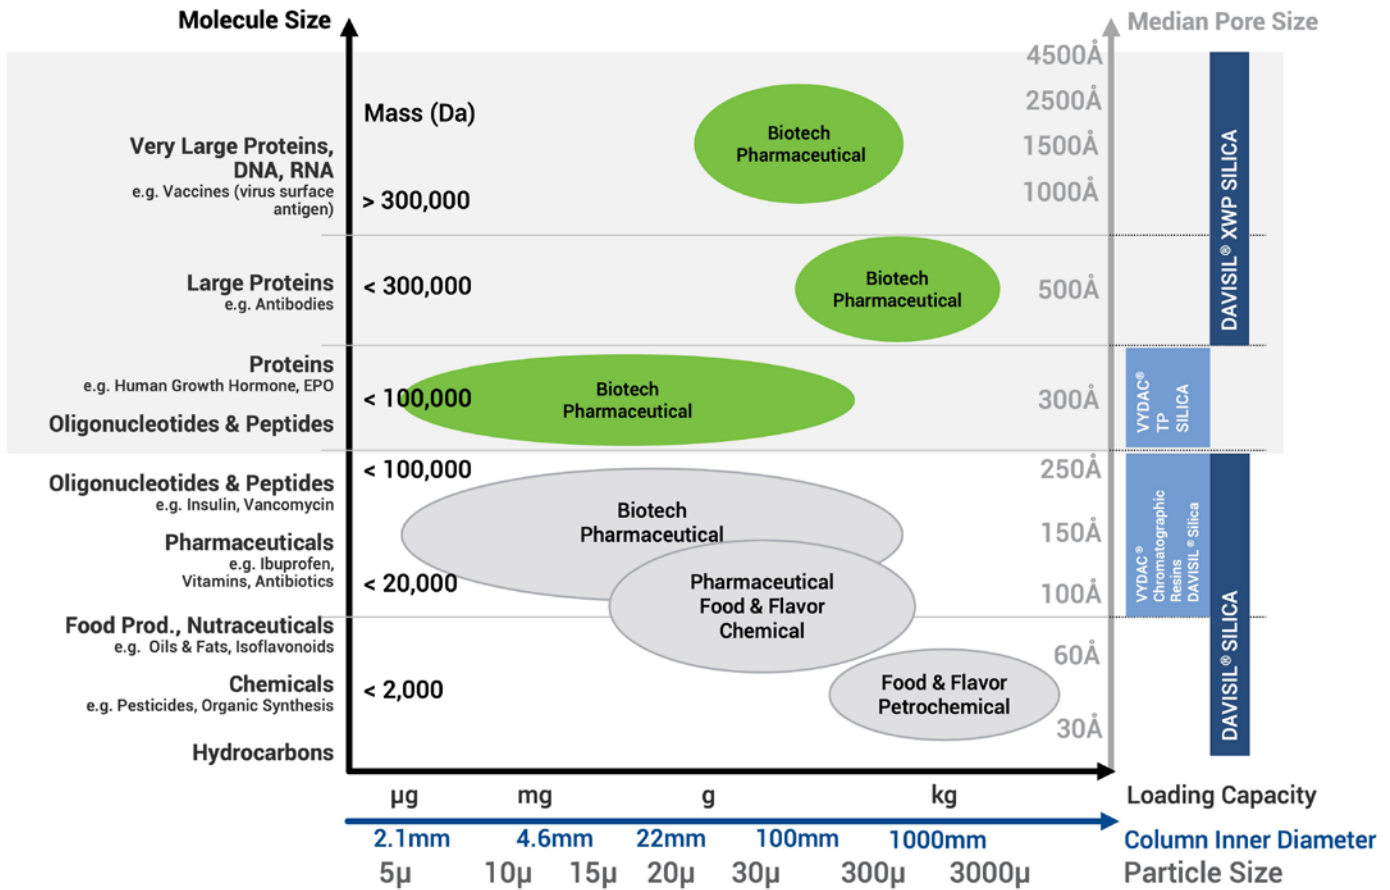 Molecule Size
Median Pore Size
4500Å
Mass (Da)
2500Å
Very Large Proteins,
DNA, RNA
e.g. Vaccines (virus surface
antigen)
> 300,000
Biotech
Pharmaceutical
1500Å
1000Å
DAVISIL® XWP SILICA
Large Proteins
e.g. Antibodies
< 300,000
Biotech
Pharmaceutical
500Å
Proteins
e.g. Human Growth Hormone, EPO
Oligonucleotides & Peptides
< 100,000
Biotech
Pharmaceutical
300Å
VYDAC®
TP
SILICA
Oligonucleotides & Peptides
e.g. Insulin, Vancomycin
< 100,000
250Å
Biotech
Pharmaceutical
150Å
Pharmaceuticals
e.g. Ibuprofen,
Vitamins, Antibiotics
< 20,000
Pharmaceutical
Food & Flavor
Chemical
100Å
VYDAC®
Chromatographic
Resins
DAVISIL® Silica
DAVISIL® SILICA
Food Prod., Nutraceuticals
e.g. Oils & Fats, Isoflavonoids
60Å
Chemicals
e.g. Pesticides, Organic Synthesis
< 2,000
Food & Flavor
Petrochemical
30Å
Hydrocarbons
µg mg g kg Loading Capacity
2.1mm 4.6mm 22mm 100mm 1000mm Column Inner Diameter
5µ 10µ 15µ 20µ 30µ 300µ 3000µ Particle Size